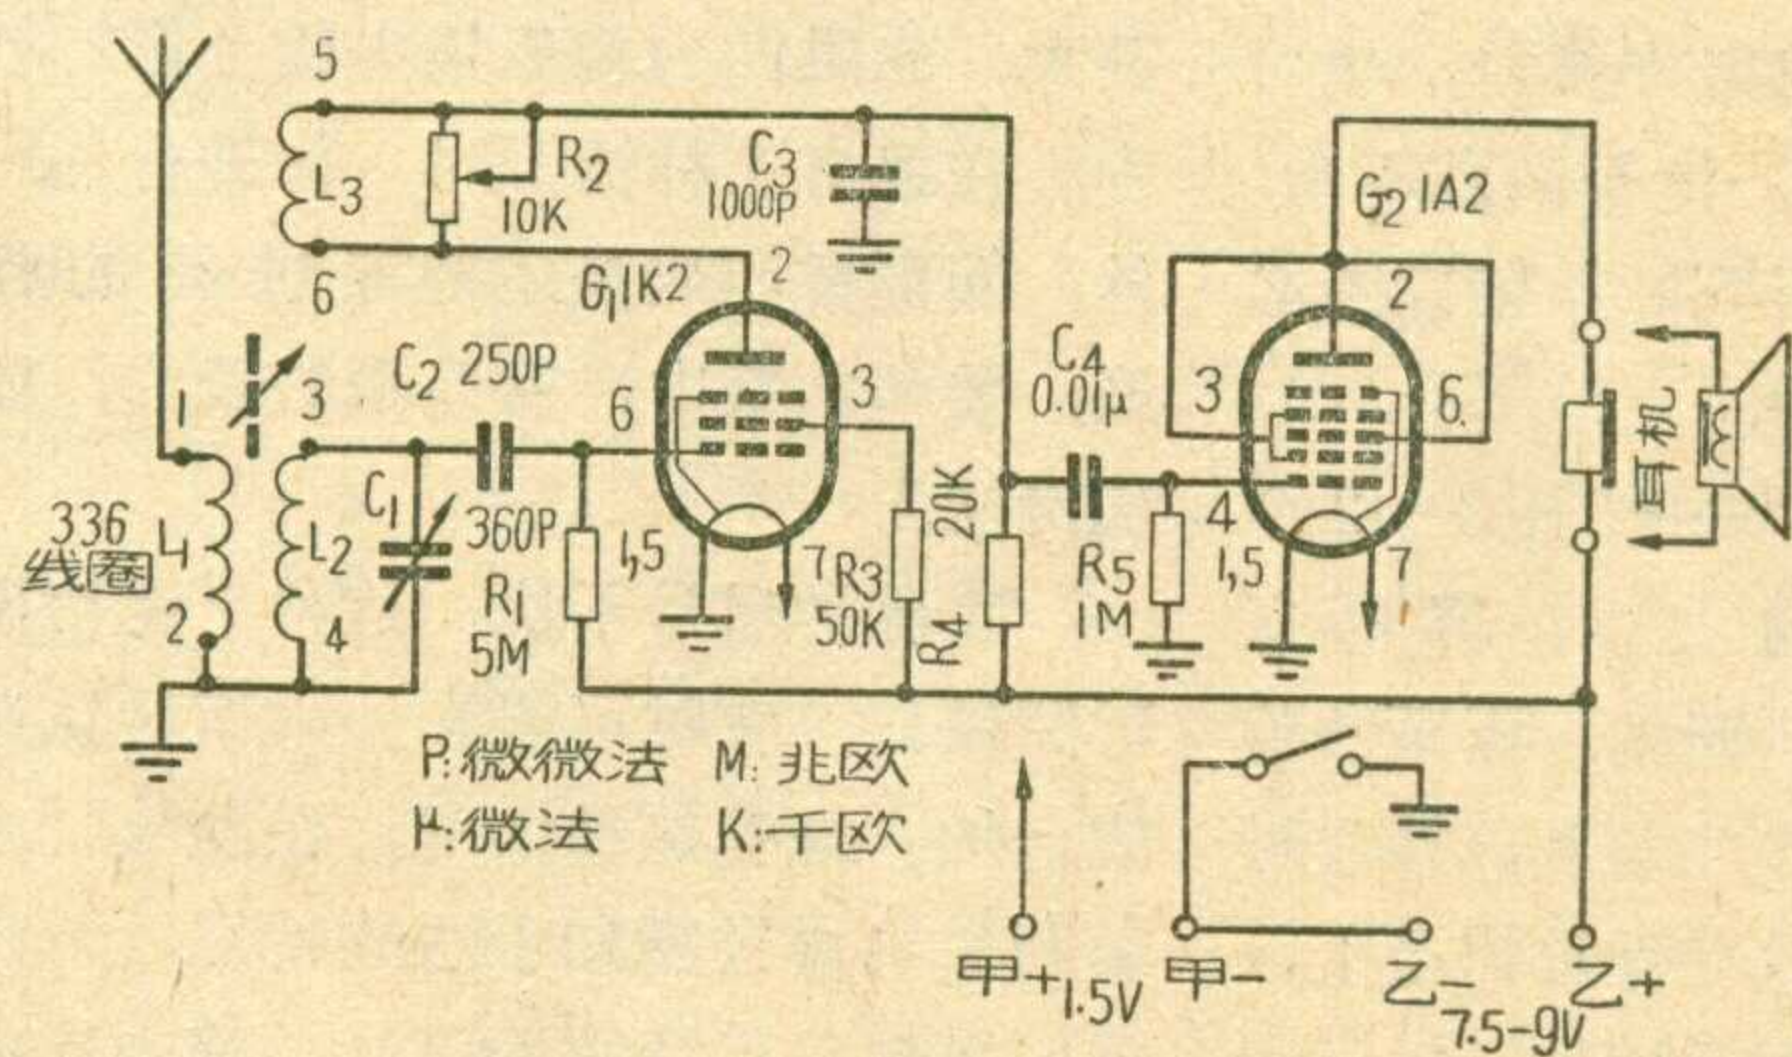 5
L3
R2
10K
C3
1000P
6
G1 1K2
2
G2 1A2
2
1
3
C2 250P
6
3
C4
0.01μ
3
6.
336
线圈
L1
L2
C1
360P
1,5
7
R3
50K
20K
R4
4
R5
1M
1,5
7
耳机
2
4
R1
5M
P:微微法 M:兆欧
μ:微法 K:千欧
甲+ 1.5V 甲- 乙- 7.5-9V 乙+